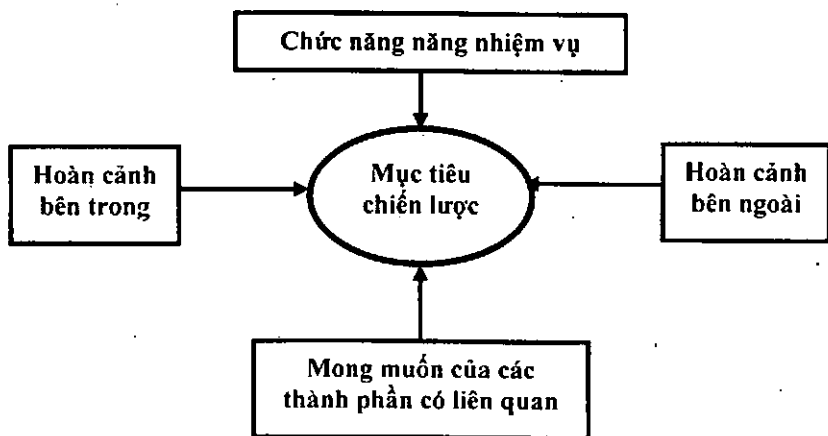 Chức năng năng nhiệm vụ
Hoàn cảnh
bên trong
Mục tiêu
chiến lược
Hoàn cảnh
bên ngoài
Mong muốn của các
thành phần có liên quan